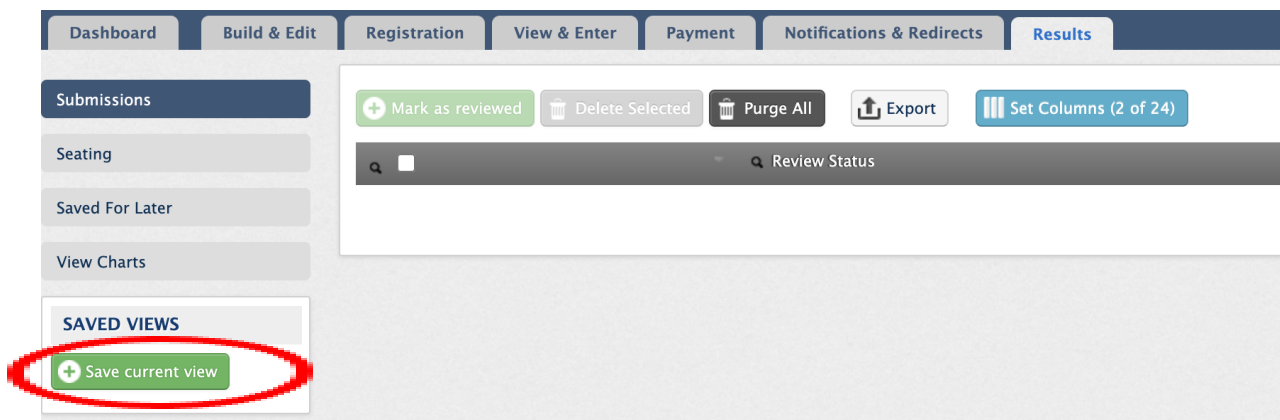 Dashboard Build & Edit Registration View & Enter Payment Notifications & Redirects Results
Submissions
Seating
Saved For Later
View Charts
SAVED VIEWS
Save current view
Mark as reviewed Delete Selected Purge All Export Set Columns (2 of 24)
Review Status